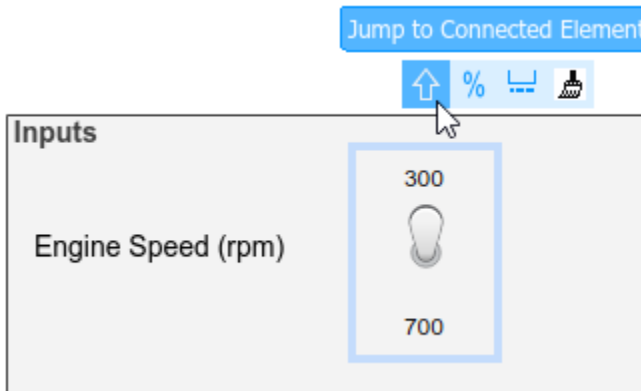 Jump to Connected Element
%
Inputs
300
Engine Speed (rpm)
700